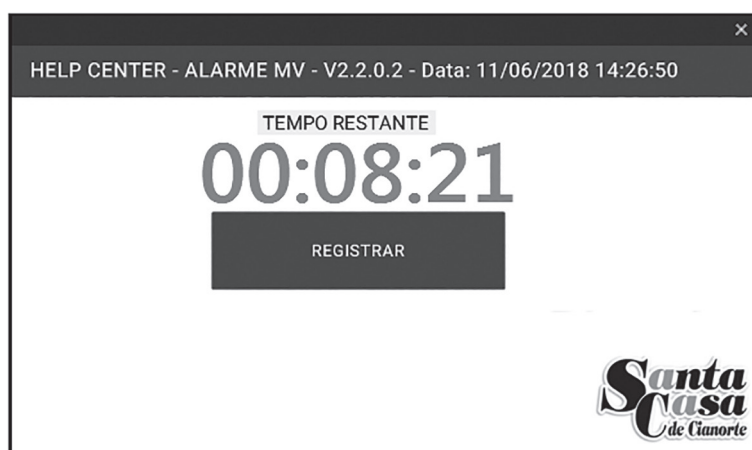 HELP CENTER - ALARME MV - V2.2.0.2 - Data: 11/06/2018 14:26:50
TEMPO RESTANTE
00:08:21
REGISTRAR
Santa
Casa
de Cianorte